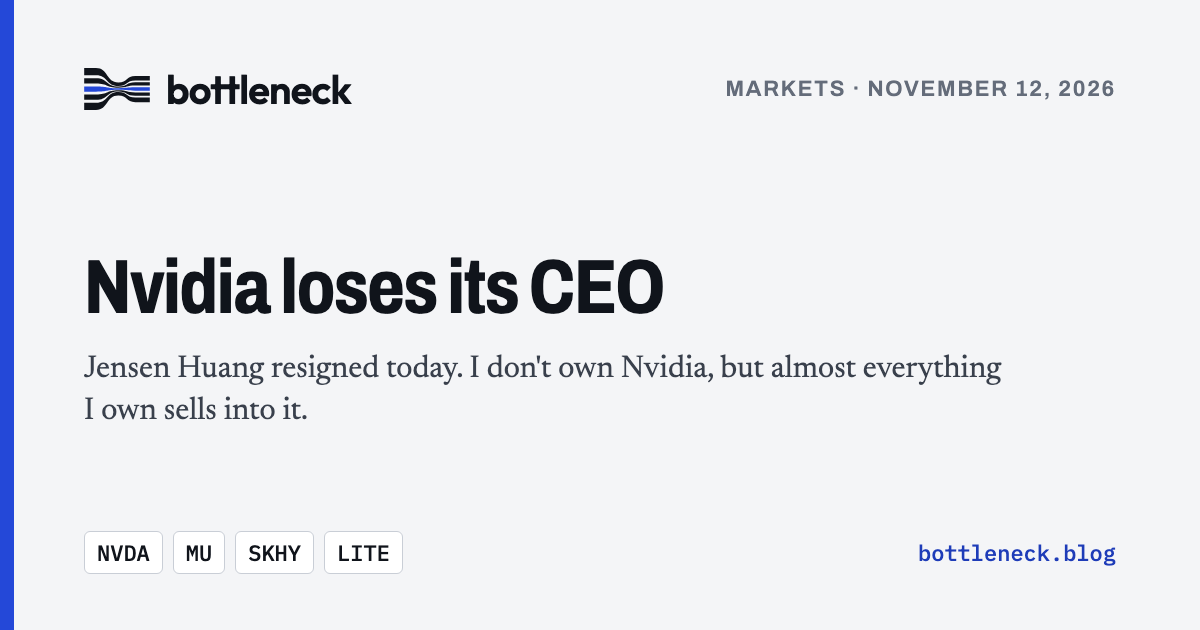 bottleneck
MARKETS · NOVEMBER 12, 2026
Nvidia loses its CEO
Jensen Huang resigned today. I don't own Nvidia, but almost everything
I own sells into it.
NVDA MU SKHY LITE
bottleneck.blog